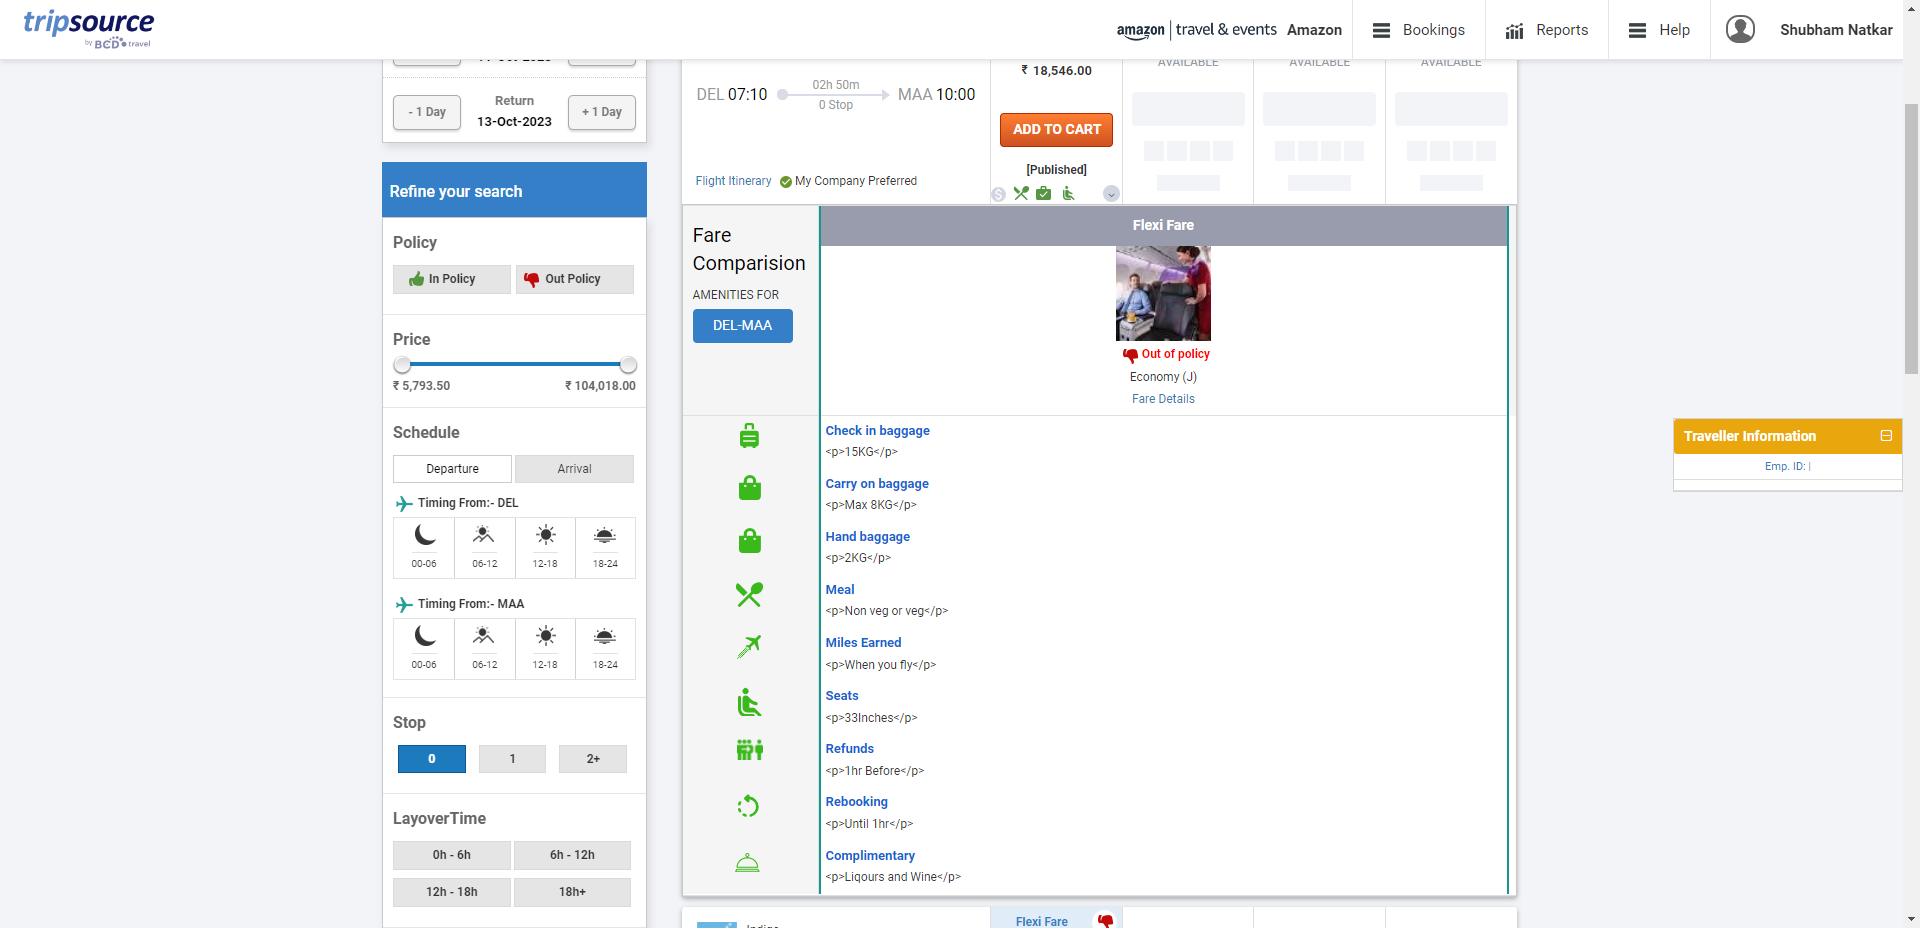 tripsource
by BCD travel
amazon | travel & events Amazon
Bookings
Reports
Help
Shubham Natkar
Return
- 1 Day
13-Oct-2023
+ 1 Day
Refine your search
Policy
In Policy
Out Policy
Price
₹ 5,793.50
₹ 104,018.00
Schedule
Departure
Arrival
Timing From:- DEL
00-06
06-12
12-18
18-24
Timing From:- MAA
00-06
06-12
12-18
18-24
Stop
0
1
2+
LayoverTime
0h - 6h
6h - 12h
12h - 18h
18h+
DEL 07:10
02h 50m
0 Stop
MAA 10:00
₹ 18,546.00
ADD TO CART
[Published]
AVAILABLE
AVAILABLE
AVAILABLE
Flight Itinerary
My Company Preferred
Fare
Comparision
AMENITIES FOR
DEL-MAA
Flexi Fare
Out of policy
Economy (J)
Fare Details
Check in baggage
<p>15KG</p>
Carry on baggage
<p>Max 8KG</p>
Hand baggage
<p>2KG</p>
Meal
<p>Non veg or veg</p>
Miles Earned
<p>When you fly</p>
Seats
<p>33Inches</p>
Refunds
<p>1hr Before</p>
Rebooking
<p>Until 1hr</p>
Complimentary
<p>Liqours and Wine</p>
Flexi Fare
Traveller Information
Emp. ID: |